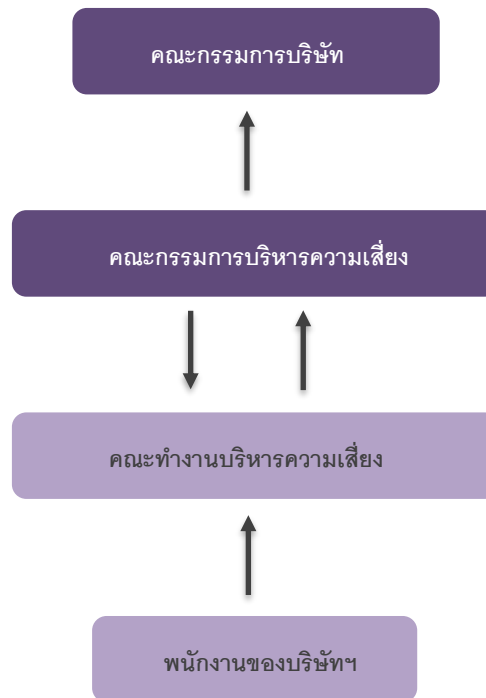 คณะกรรมการบริษัท
คณะกรรมการบริหารความเสี่ยง
คณะทำงานบริหารความเสี่ยง
พนักงานของบริษัทฯ